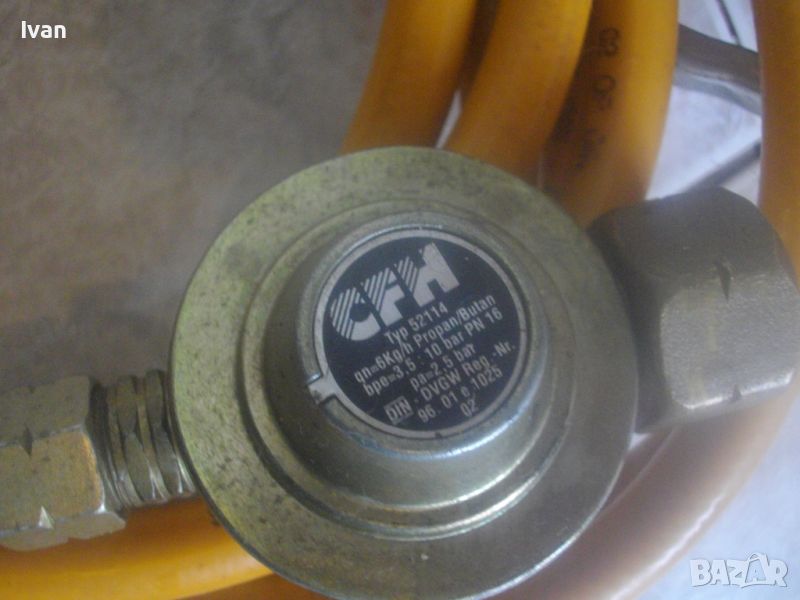 Ivan
CFH
Typ 52114
qn=6Kg/h Propan/Butan
bpe=3,5 - 10 bar PN 16
pa=2,5 bar
DIN - DVGW Reg.-Nr.
96. 01 e 1025
02
BAZAR